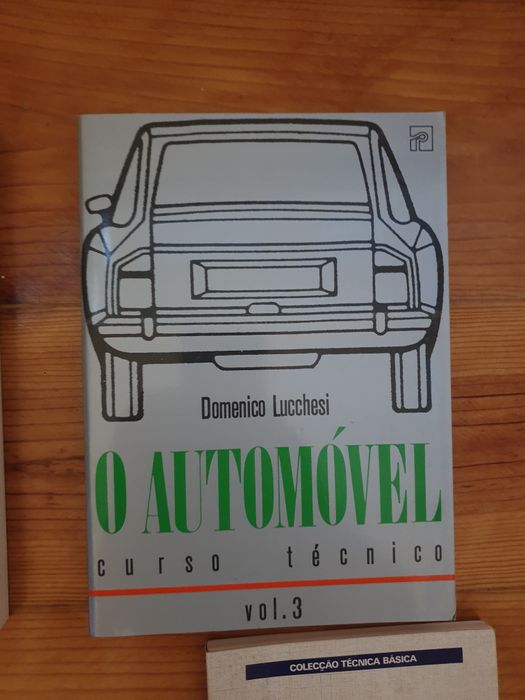 Domenico Lucchesi
O AUTOMÓVEL
curso técnico
vol.3
COLECÇÃO TÉCNICA BÁSICA